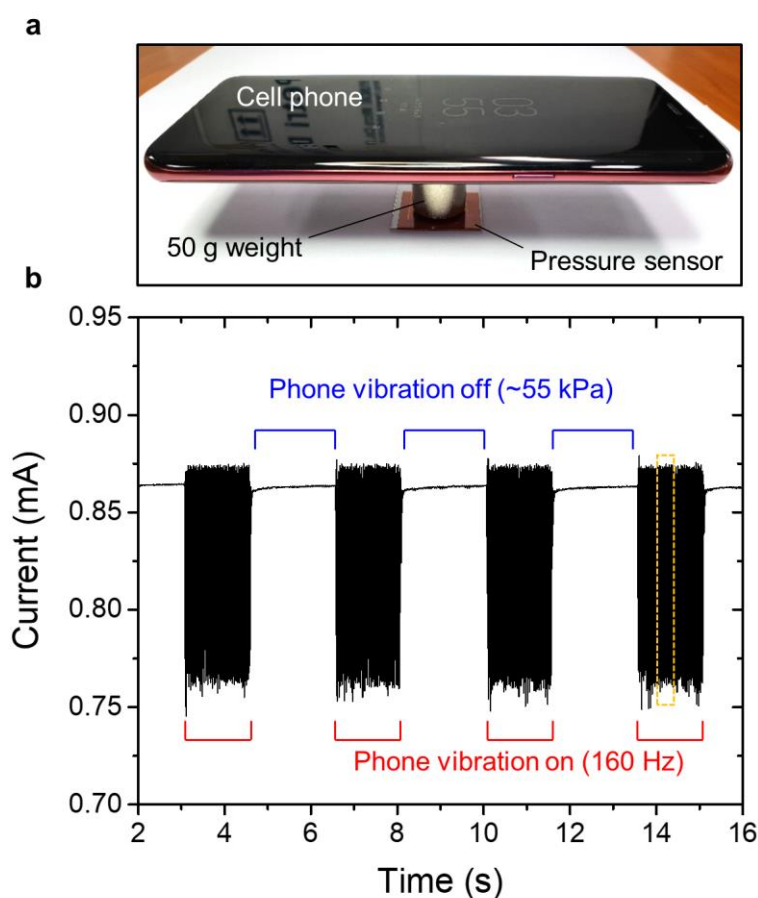 a
Cell phone
03
55
50 g weight
Pressure sensor
b
0.95
0.90
0.85
0.80
0.75
0.70
Current (mA)
Phone vibration off (~55 kPa)
Phone vibration on (160 Hz)
2 4 6 8 10 12 14 16
Time (s)